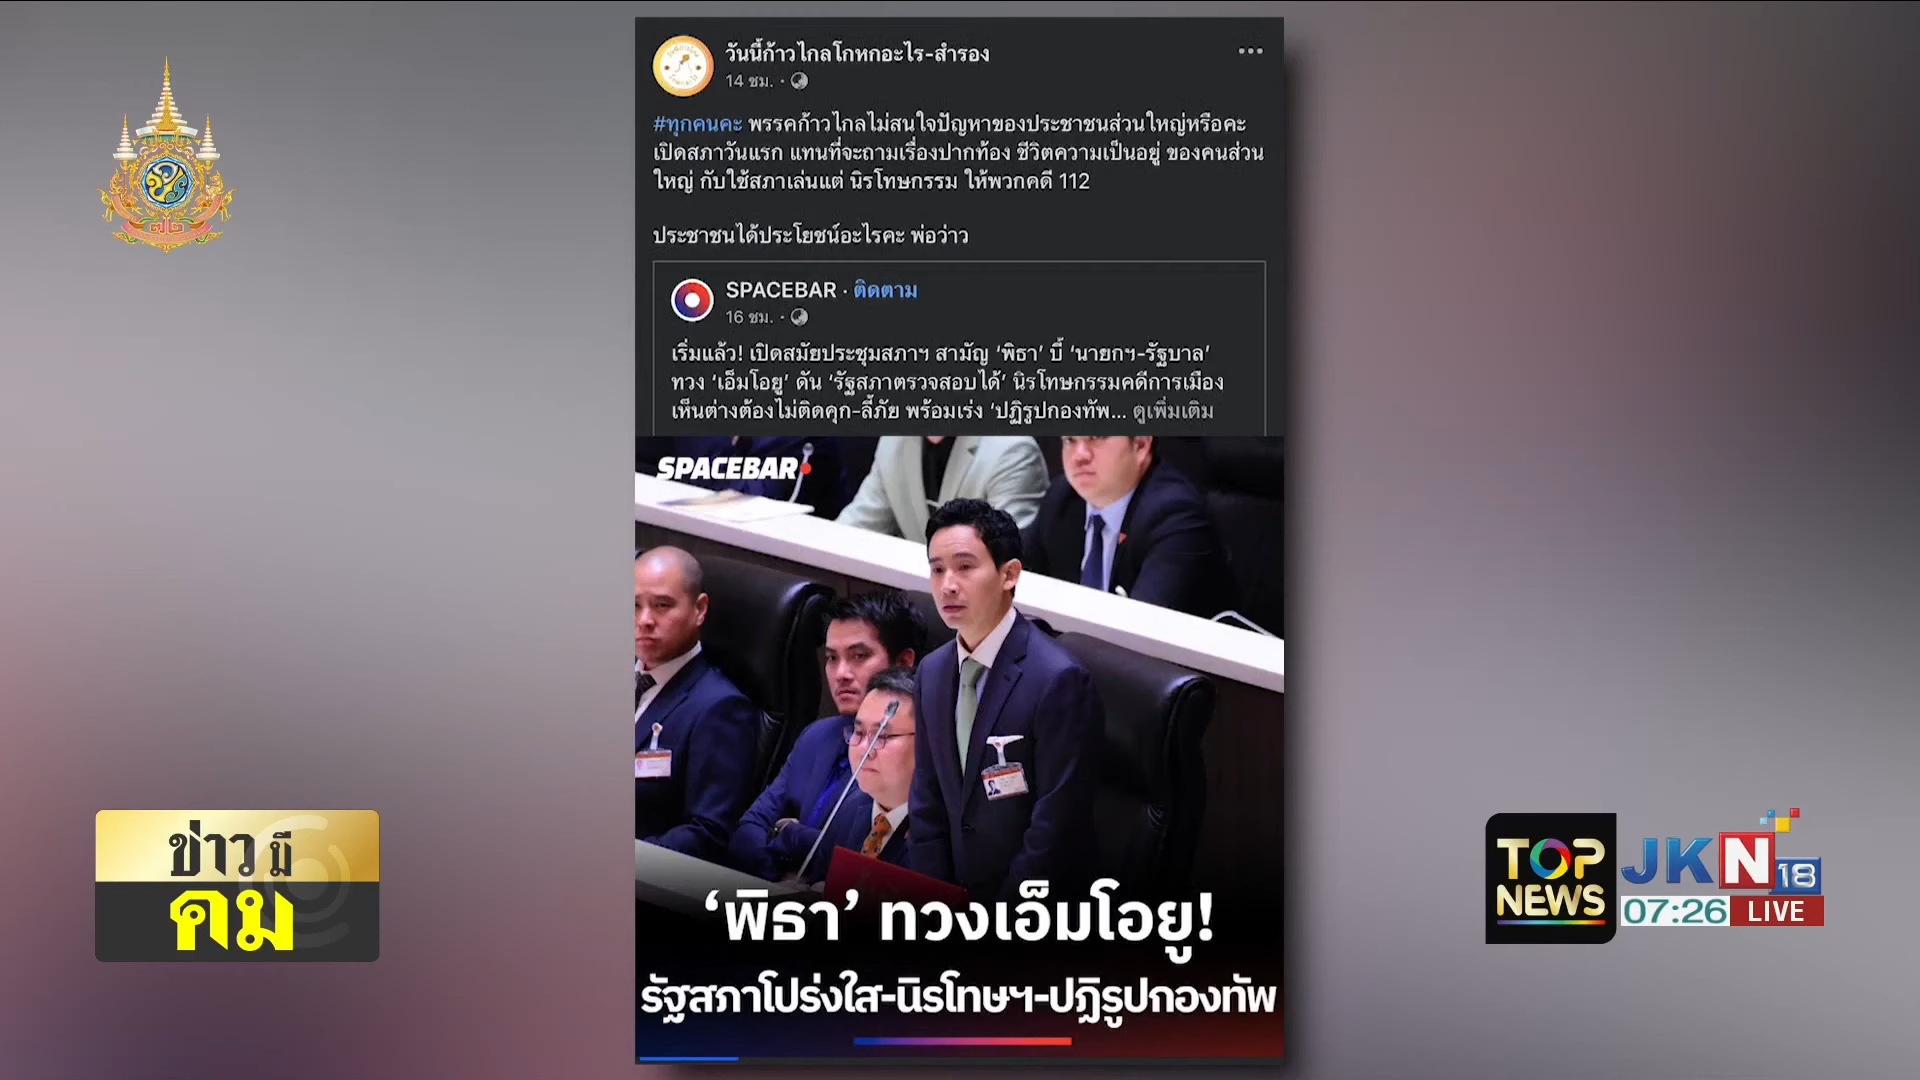 วันนี้ก้าวไกลโกหกอะไร-สำรอง
14 ชม.
#ทุกคนคะ พรรคก้าวไกลไม่สนใจปัญหาของประชาชนส่วนใหญ่หรือคะ
เปิดสภาวันแรก แทนที่จะถามเรื่องปากท้อง ชีวิตความเป็นอยู่ ของคนส่วน
ใหญ่ กับใช้สภาเล่นแต่ นิรโทษกรรม ให้พวกคดี 112
ประชาชนได้ประโยชน์อะไรคะ พ่อว่าว
SPACEBAR · ติดตาม
16 ชม.
เริ่มแล้ว! เปิดสมัยประชุมสภาฯ สามัญ ‘พิธา’ บี้ ‘นายกฯ-รัฐบาล’
ทวง ‘เอ็มโอยู’ ดัน ‘รัฐสภาตรวจสอบได้’ นิรโทษกรรมคดีการเมือง
เห็นต่างต้องไม่ติดคุก-ลี้ภัย พร้อมเร่ง ‘ปฏิรูปกองทัพ... ดูเพิ่มเติม
SPACEBAR
‘พิธา’ ทวงเอ็มโอยู!
รัฐสภาโปร่งใส-นิรโทษฯ-ปฏิรูปกองทัพ
ข่าวมี
คม
TOP
NEWS
JKN
18
07:26
LIVE
๗๒